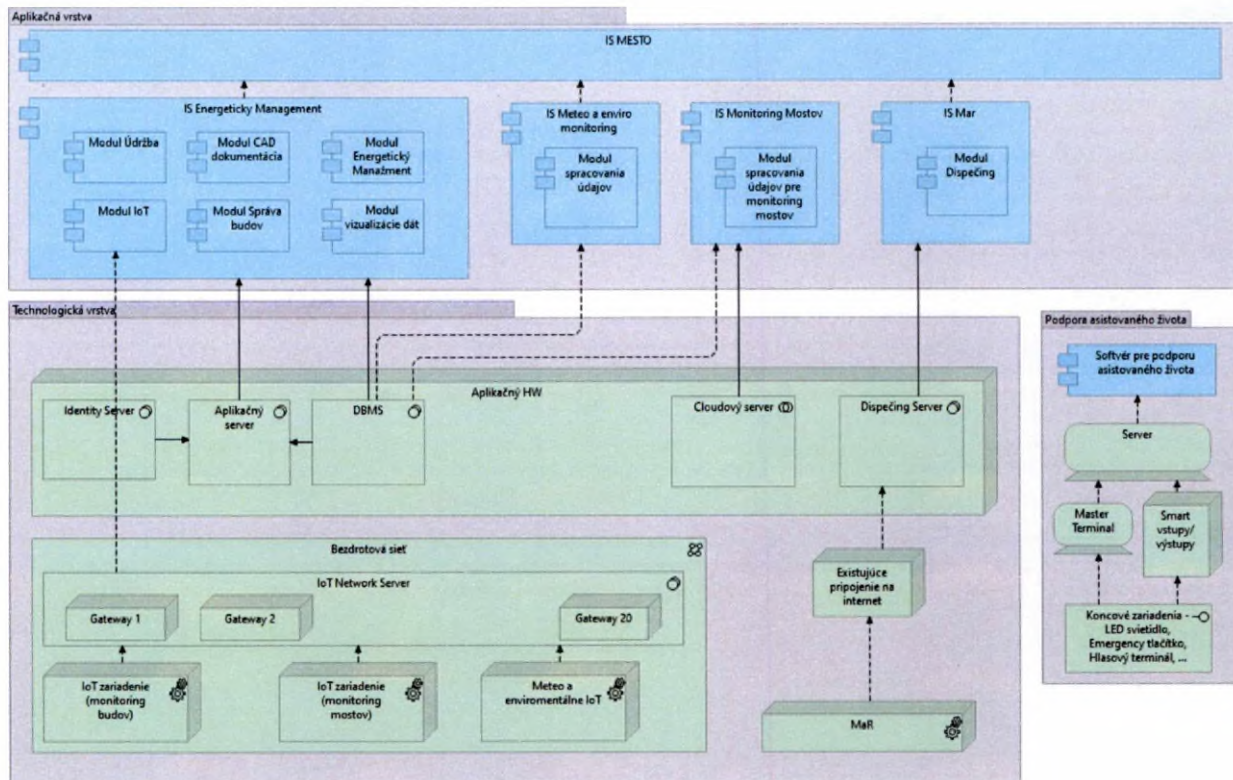 Aplikačná vrstva
IS MESTO
IS Energeticky Management
Modul Údržba
Modul CAD
dokumentácia
Modul
Energetický
Manažment
Modul IoT
Modul Správa
budov
Modul
vizualizácie dát
IS Meteo a enviro
monitoring
Modul
spracovania
údajov
IS Monitoring Mostov
Modul
spracovania
údajov pre
monitoring
mostov
IS Mar
Modul
Dispečing
Technologická vrstva
Aplikačný HW
Identity Server
Aplikačný
server
DBMS
Cloudový server
Dispečing Server
Bezdrotová sieť
IoT Network Server
Gateway 1
Gateway 2
Gateway 20
IoT zariadenie
(monitoring
budov)
IoT zariadenie
(monitoring
mostov)
Meteo a
enviromentálne IoT
Existujúce
pripojenie na
internet
MaR
Podpora asistovaného života
Softvér pre podporu
asistovaného života
Server
Master
Terminal
Smart
vstupy/
výstupy
Koncové zariadenia -
LED svietidlo,
Emergency tlačítko,
Hlasový terminál, ...